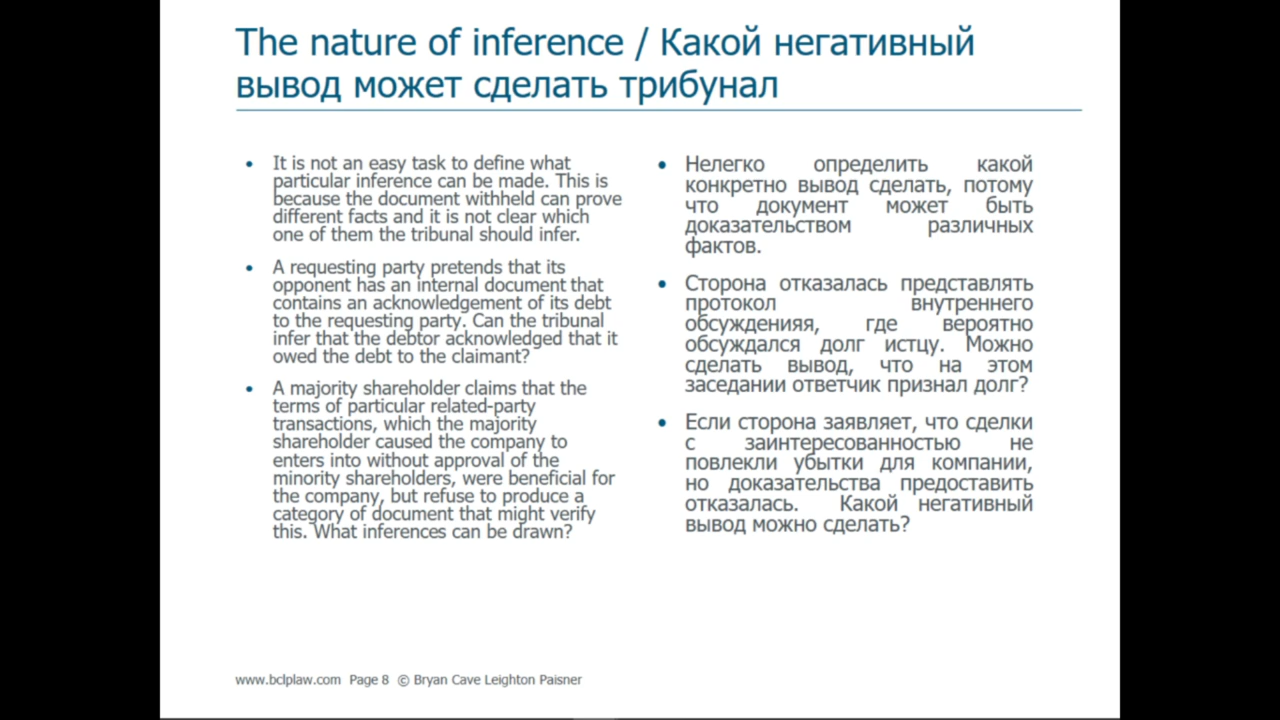 The nature of inference / Какой негативный
вывод может сделать трибунал
• It is not an easy task to define what
particular inference can be made. This is
because the document withheld can prove
different facts and it is not clear which
one of them the tribunal should infer.
• A requesting party pretends that its
opponent has an internal document that
contains an acknowledgement of its debt
to the requesting party. Can the tribunal
infer that the debtor acknowledged that it
owed the debt to the claimant?
• A majority shareholder claims that the
terms of particular related-party
transactions, which the majority
shareholder caused the company to
enters into without approval of the
minority shareholders, were beneficial for
the company, but refuse to produce a
category of document that might verify
this. What inferences can be drawn?
• Нелегко определить какой
конкретно вывод сделать, потому
что документ может быть
доказательством различных
фактов.
• Сторона отказалась представлять
протокол внутреннего
обсужденияя, где вероятно
обсуждался долг истцу. Можно
сделать вывод, что на этом
заседании ответчик признал долг?
• Если сторона заявляет, что сделки
с заинтересованностью не
повлекли убытки для компании,
но доказательства предоставить
отказалась. Какой негативный
вывод можно сделать?
www.bclplaw.com Page 8 © Bryan Cave Leighton Paisner